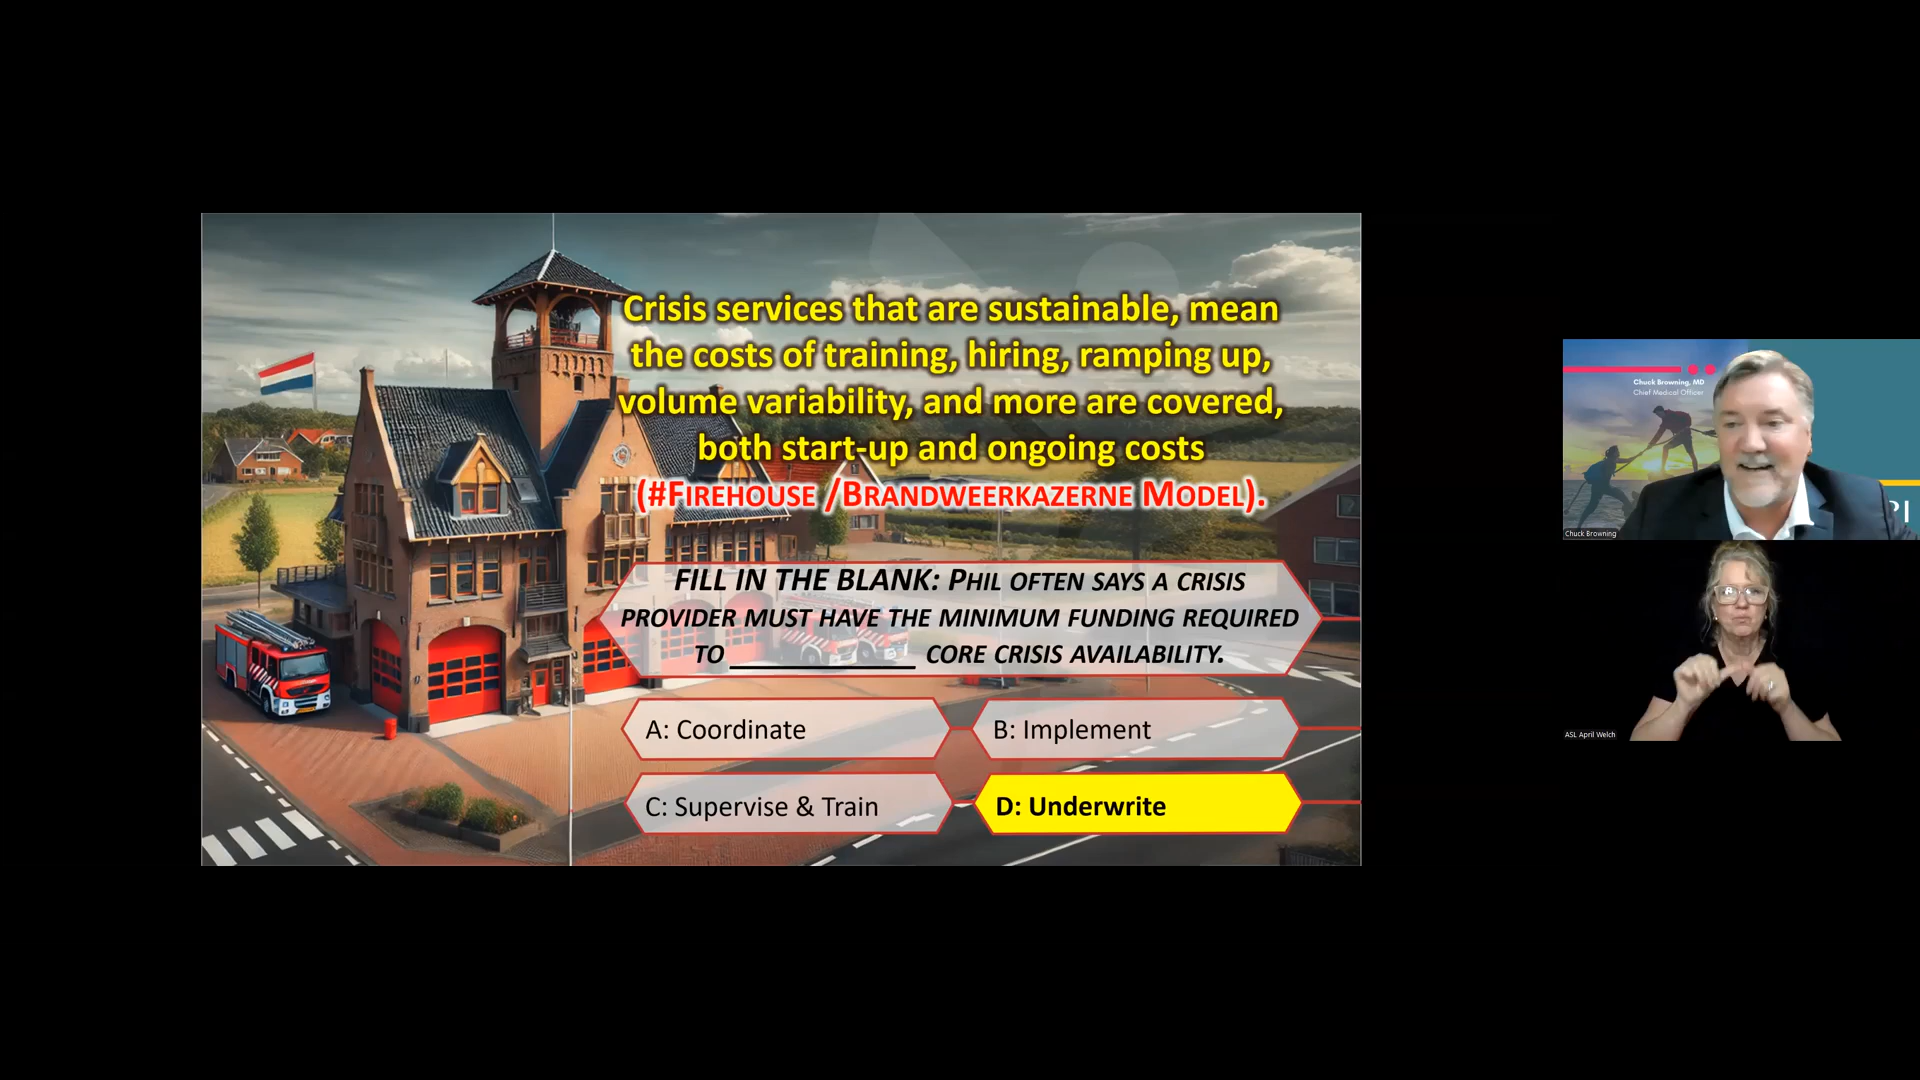 Crisis services that are sustainable, mean
the costs of training, hiring, ramping up,
volume variability, and more are covered,
both start-up and ongoing costs
(#FIREHOUSE /BRANDWEERKAZERNE MODEL).
FILL IN THE BLANK: PHIL OFTEN SAYS A CRISIS
PROVIDER MUST HAVE THE MINIMUM FUNDING REQUIRED
TO ____________ CORE CRISIS AVAILABILITY.
A: Coordinate
B: Implement
C: Supervise & Train
D: Underwrite
Chuck Browning, MD
Chief Medical Officer
Chuck Browning
ASL April Welch